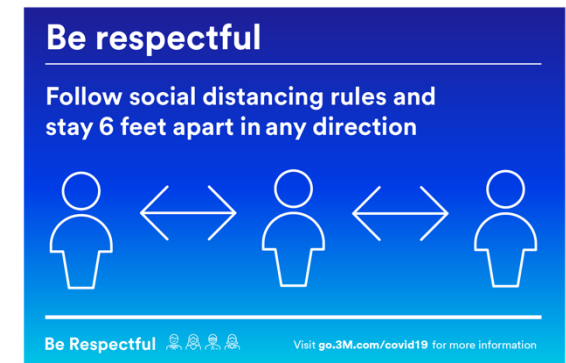 Be respectful
Follow social distancing rules and
stay 6 feet apart in any direction
Be Respectful
Visit go.3M.com/covid19 for more information